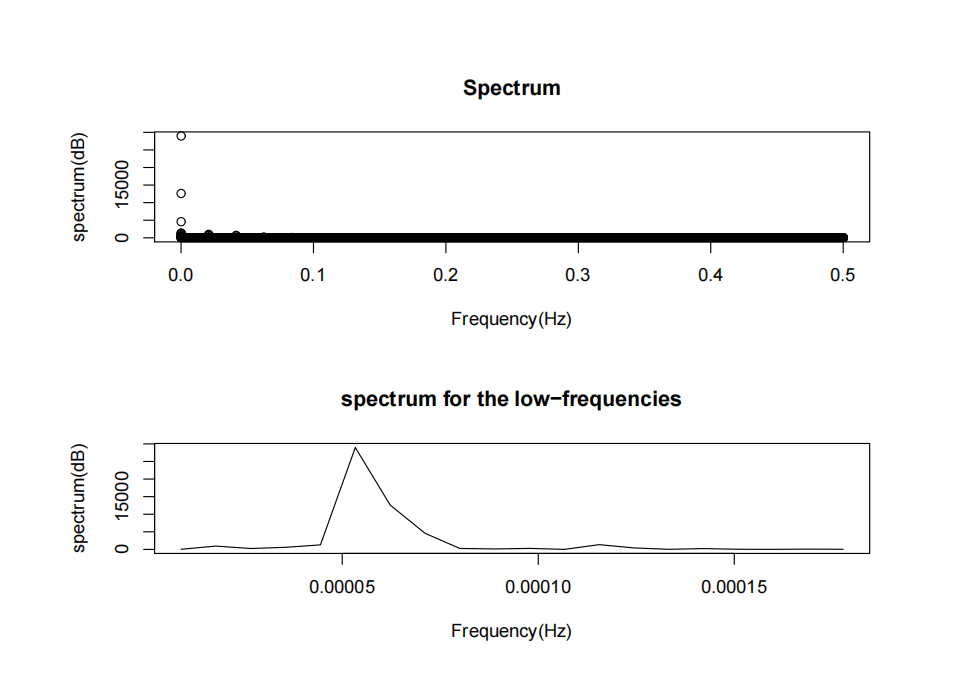 Spectrum
spectrum(dB)
15000
0
0.0 0.1 0.2 0.3 0.4 0.5
Frequency(Hz)
spectrum for the low−frequencies
spectrum(dB)
15000
0
0.00005 0.00010 0.00015
Frequency(Hz)